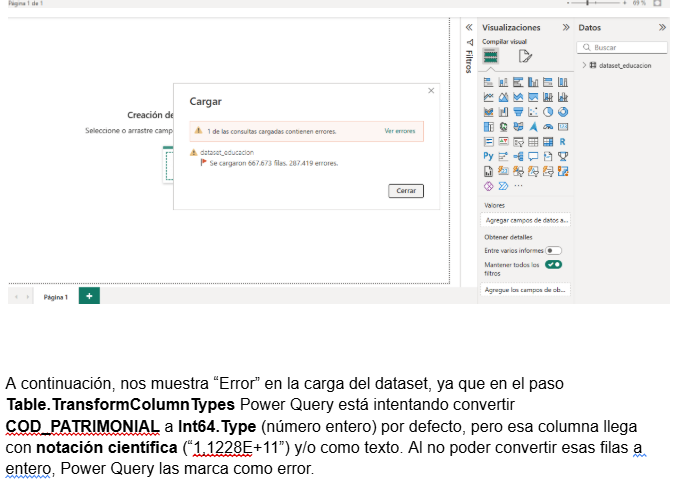 Página 1 de 1
69 %
Visualizaciones
Datos
Compilar visual
Buscar
Filtros
dataset_educacion
Cargar
Creación de
1 de las consultas cargadas contienen errores.
Ver errores
Seleccione o arrastre camp
dataset_educacion
Se cargaron 667.673 filas. 287.419 errores.
Cerrar
Valores
Agregar campos de datos a...
Obtener detalles
Entre varios informes
Mantener todos los
filtros
Agregue los campos de ob...
Página 1
A continuación, nos muestra “Error” en la carga del dataset, ya que en el paso
Table.TransformColumnTypes Power Query está intentando convertir
COD_PATRIMONIAL a Int64.Type (número entero) por defecto, pero esa columna llega
con notación científica (“1,1228E+11”) y/o como texto. Al no poder convertir esas filas a
entero, Power Query las marca como error.